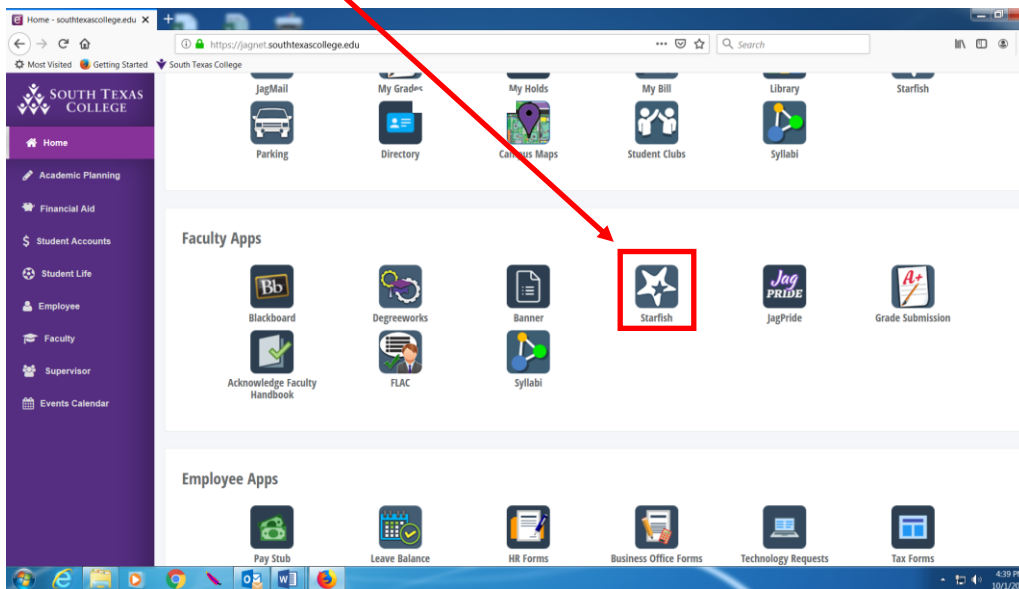 Home - southtexascollege.edu
https://jagnet.southtexascollege.edu
Search
Most Visited Getting Started South Texas College
SOUTH TEXAS
COLLEGE
Home
Academic Planning
Financial Aid
$ Student Accounts
Student Life
Employee
Faculty
Supervisor
Events Calendar
JagMail My Grades My Holds My Bill Library Starfish
Parking Directory Campus Maps Student Clubs Syllabi
Faculty Apps
Bb Jag PRIDE A+
Blackboard Degreeworks Banner Starfish JagPride Grade Submission
Acknowledge Faculty Handbook FLAC Syllabi
Employee Apps
Pay Stub Leave Balance HR Forms Business Office Forms Technology Requests Tax Forms
4:39 PM